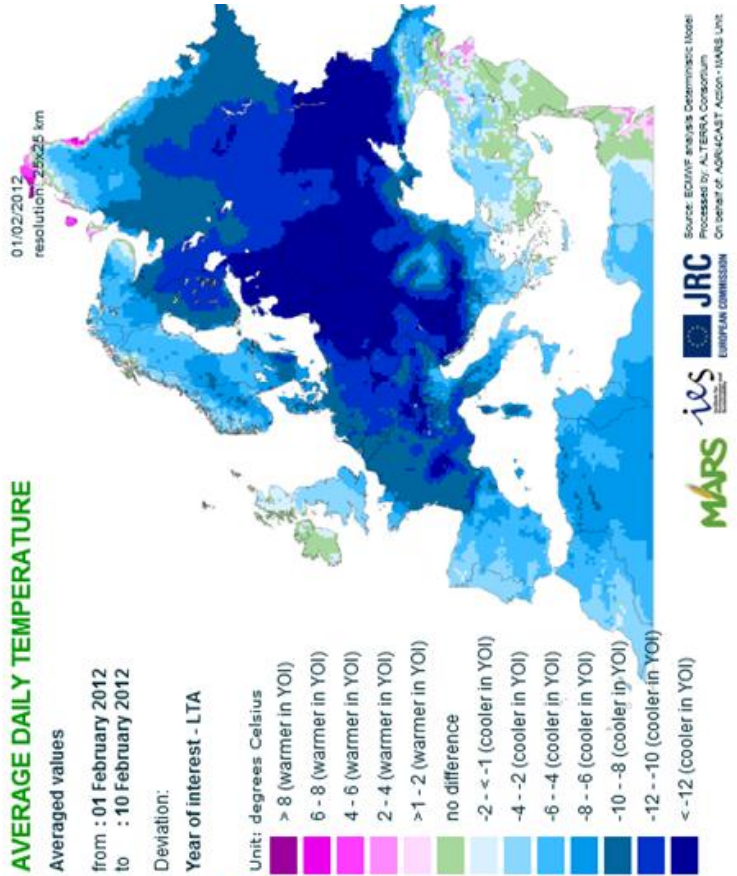 AVERAGE DAILY TEMPERATURE
01/02/2012
resolution: 25x25 km
Averaged values
from : 01 February 2012
to : 10 February 2012
Deviation:
Year of interest - LTA
Unit: degrees Celsius
> 8 (warmer in YOI)
6 - 8 (warmer in YOI)
4 - 6 (warmer in YOI)
2 - 4 (warmer in YOI)
>1 - 2 (warmer in YOI)
no difference
-2 - < -1 (cooler in YOI)
-4 - -2 (cooler in YOI)
-6 - -4 (cooler in YOI)
-8 - -6 (cooler in YOI)
-10 - -8 (cooler in YOI)
-12 - -10 (cooler in YOI)
< -12 (cooler in YOI)
MARS
ies
JRC
EUROPEAN COMMISSION
Source: ECMWF analysis Deterministic Model
Processed by: ALTERRA Consortium
On behalf of: AGRI4CAST Action - MARS Unit